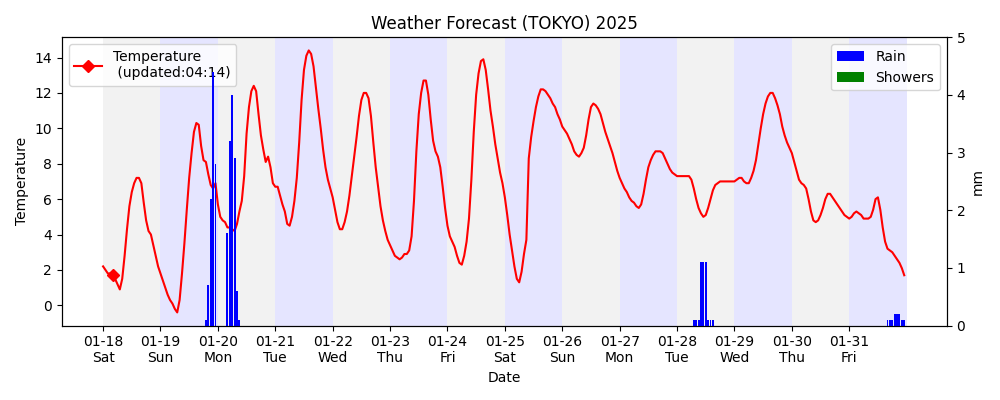 Weather Forecast (TOKYO) 2025
Temperature
(updated:04:14)
Rain
Showers
14
12
10
8
6
4
2
0
Temperature
5
4
3
2
1
0
mm
01-18 01-19 01-20 01-21 01-22 01-23 01-24 01-25 01-26 01-27 01-28 01-29 01-30 01-31
Sat Sun Mon Tue Wed Thu Fri Sat Sun Mon Tue Wed Thu Fri
Date